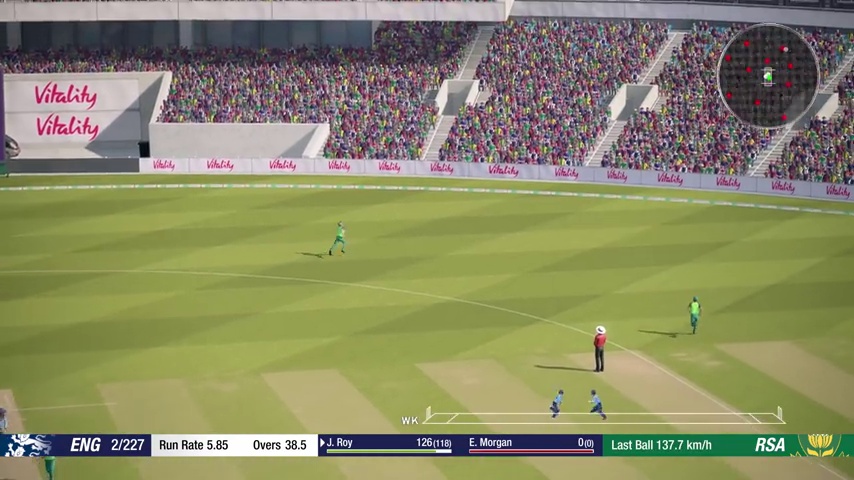 Vitality
Vitality
Vitality Vitality Vitality Vitality Vitality Vitality Vitality Vitality Vitality Vitality Vitality Vitality Vitality
WK
ENG 2/227 Run Rate 5.85 Overs 38.5 J. Roy 126(118) E. Morgan 0(0) Last Ball 137.7 km/h RSA